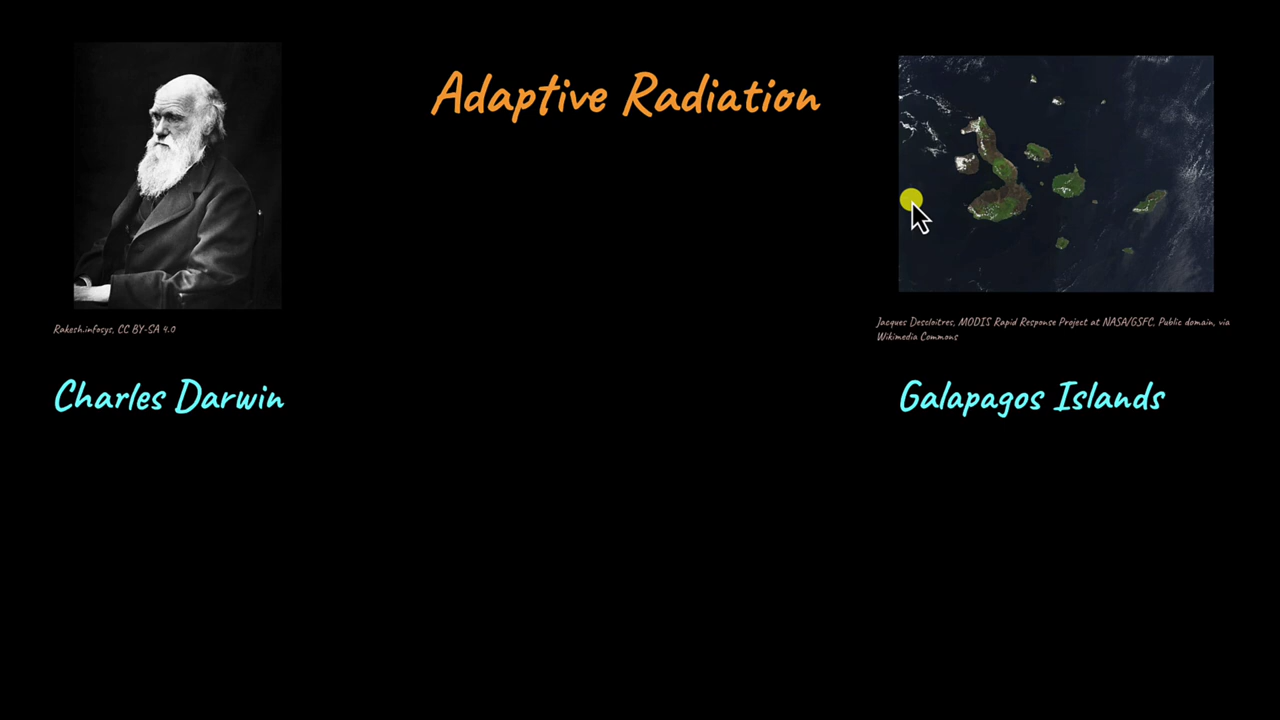 Adaptive Radiation
Rakesh.infosys, CC BY-SA 4.0
Jacques Descloitres, MODIS Rapid Response Project at NASA/GSFC, Public domain, via
Wikimedia Commons
Charles Darwin
Galapagos Islands